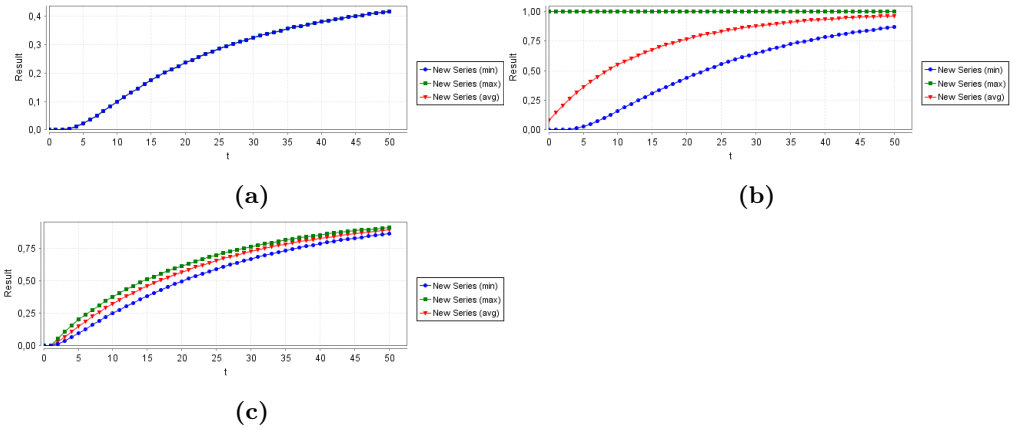 Result
0,4
0,3
0,2
0,1
0,0
0 5 10 15 20 25 30 35 40 45 50
t
New Series (min)
New Series (max)
New Series (avg)
(a)
Result
1,00
0,75
0,50
0,25
0,00
0 5 10 15 20 25 30 35 40 45 50
t
New Series (min)
New Series (max)
New Series (avg)
(b)
Result
0,75
0,50
0,25
0,00
0 5 10 15 20 25 30 35 40 45 50
t
New Series (min)
New Series (max)
New Series (avg)
(c)